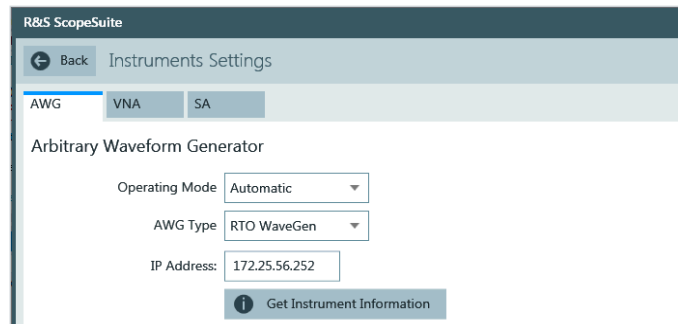 R&S ScopeSuite
Back Instruments Settings
AWG VNA SA
Arbitrary Waveform Generator
Operating Mode Automatic
AWG Type RTO WaveGen
IP Address: 172.25.56.252
Get Instrument Information